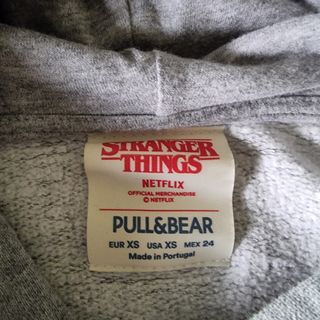 STRANGER
THINGS
NETFLIX
OFFICIAL MERCHANDISE
© NETFLIX
PULL&BEAR
EUR XS USA XS MEX 24
Made in Portugal